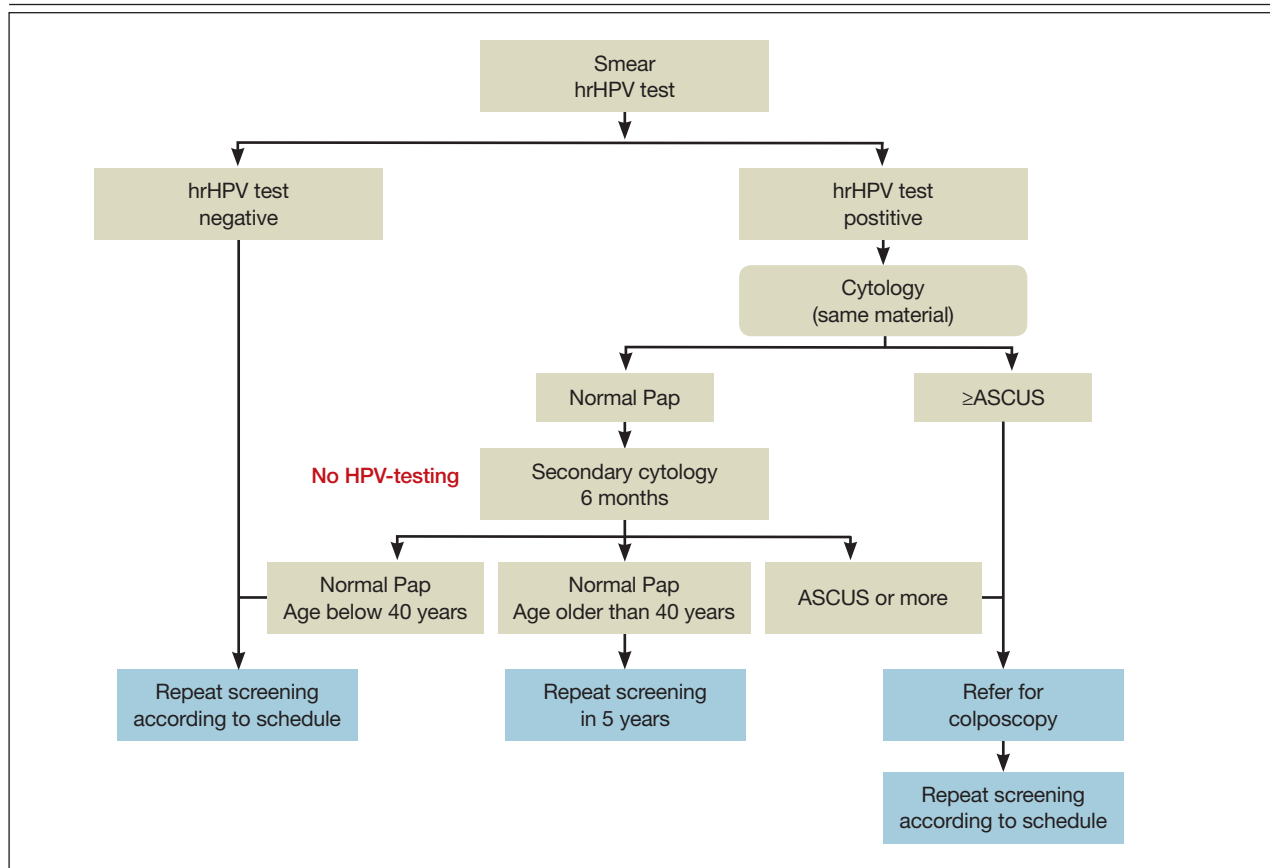 Smear
hrHPV test
hrHPV test
negative
hrHPV test
postitive
Cytology
(same material)
Normal Pap
≥ASCUS
No HPV-testing
Secondary cytology
6 months
Normal Pap
Age below 40 years
Normal Pap
Age older than 40 years
ASCUS or more
Repeat screening
according to schedule
Repeat screening
in 5 years
Refer for
colposcopy
Repeat screening
according to schedule